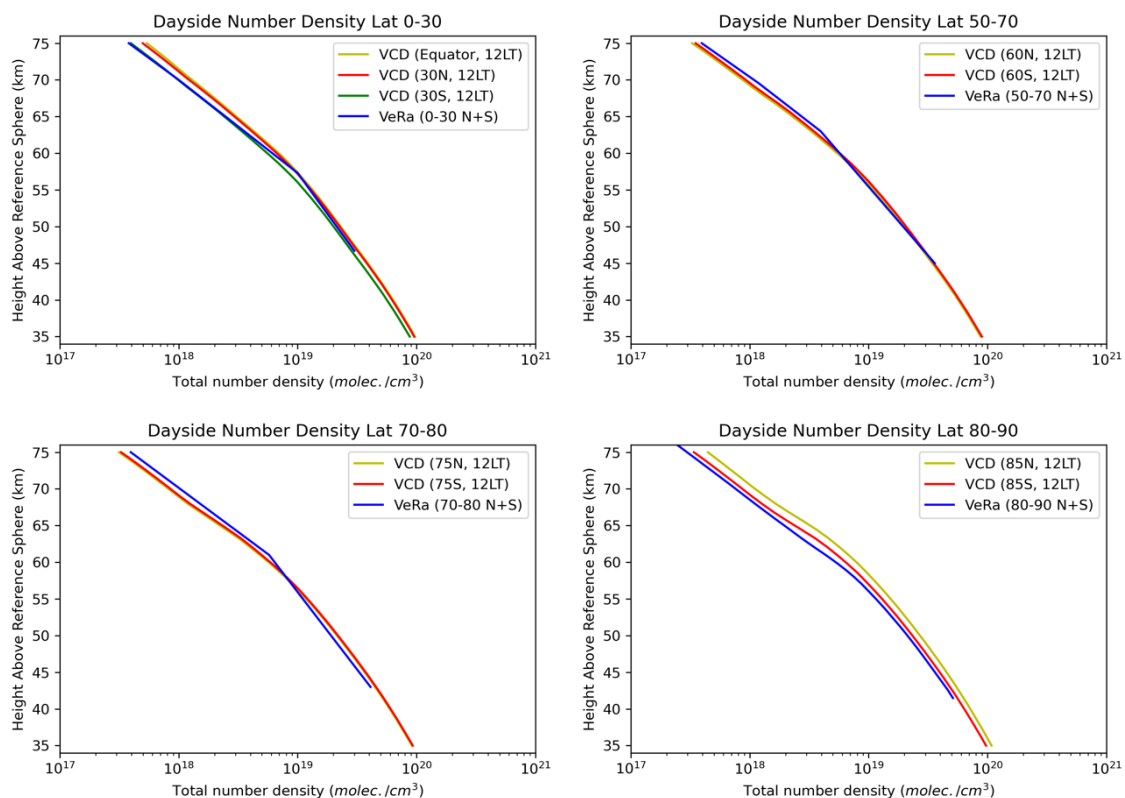 Dayside Number Density Lat 0-30
Height Above Reference Sphere (km)
75
70
65
60
55
50
45
40
35
VCD (Equator, 12LT)
VCD (30N, 12LT)
VCD (30S, 12LT)
VeRa (0-30 N+S)
10^17 10^18 10^19 10^20 10^21
Total number density (molec./cm^3)
Dayside Number Density Lat 50-70
Height Above Reference Sphere (km)
75
70
65
60
55
50
45
40
35
VCD (60N, 12LT)
VCD (60S, 12LT)
VeRa (50-70 N+S)
10^17 10^18 10^19 10^20 10^21
Total number density (molec./cm^3)
Dayside Number Density Lat 70-80
Height Above Reference Sphere (km)
75
70
65
60
55
50
45
40
35
VCD (75N, 12LT)
VCD (75S, 12LT)
VeRa (70-80 N+S)
10^17 10^18 10^19 10^20 10^21
Total number density (molec./cm^3)
Dayside Number Density Lat 80-90
Height Above Reference Sphere (km)
75
70
65
60
55
50
45
40
35
VCD (85N, 12LT)
VCD (85S, 12LT)
VeRa (80-90 N+S)
10^17 10^18 10^19 10^20 10^21
Total number density (molec./cm^3)